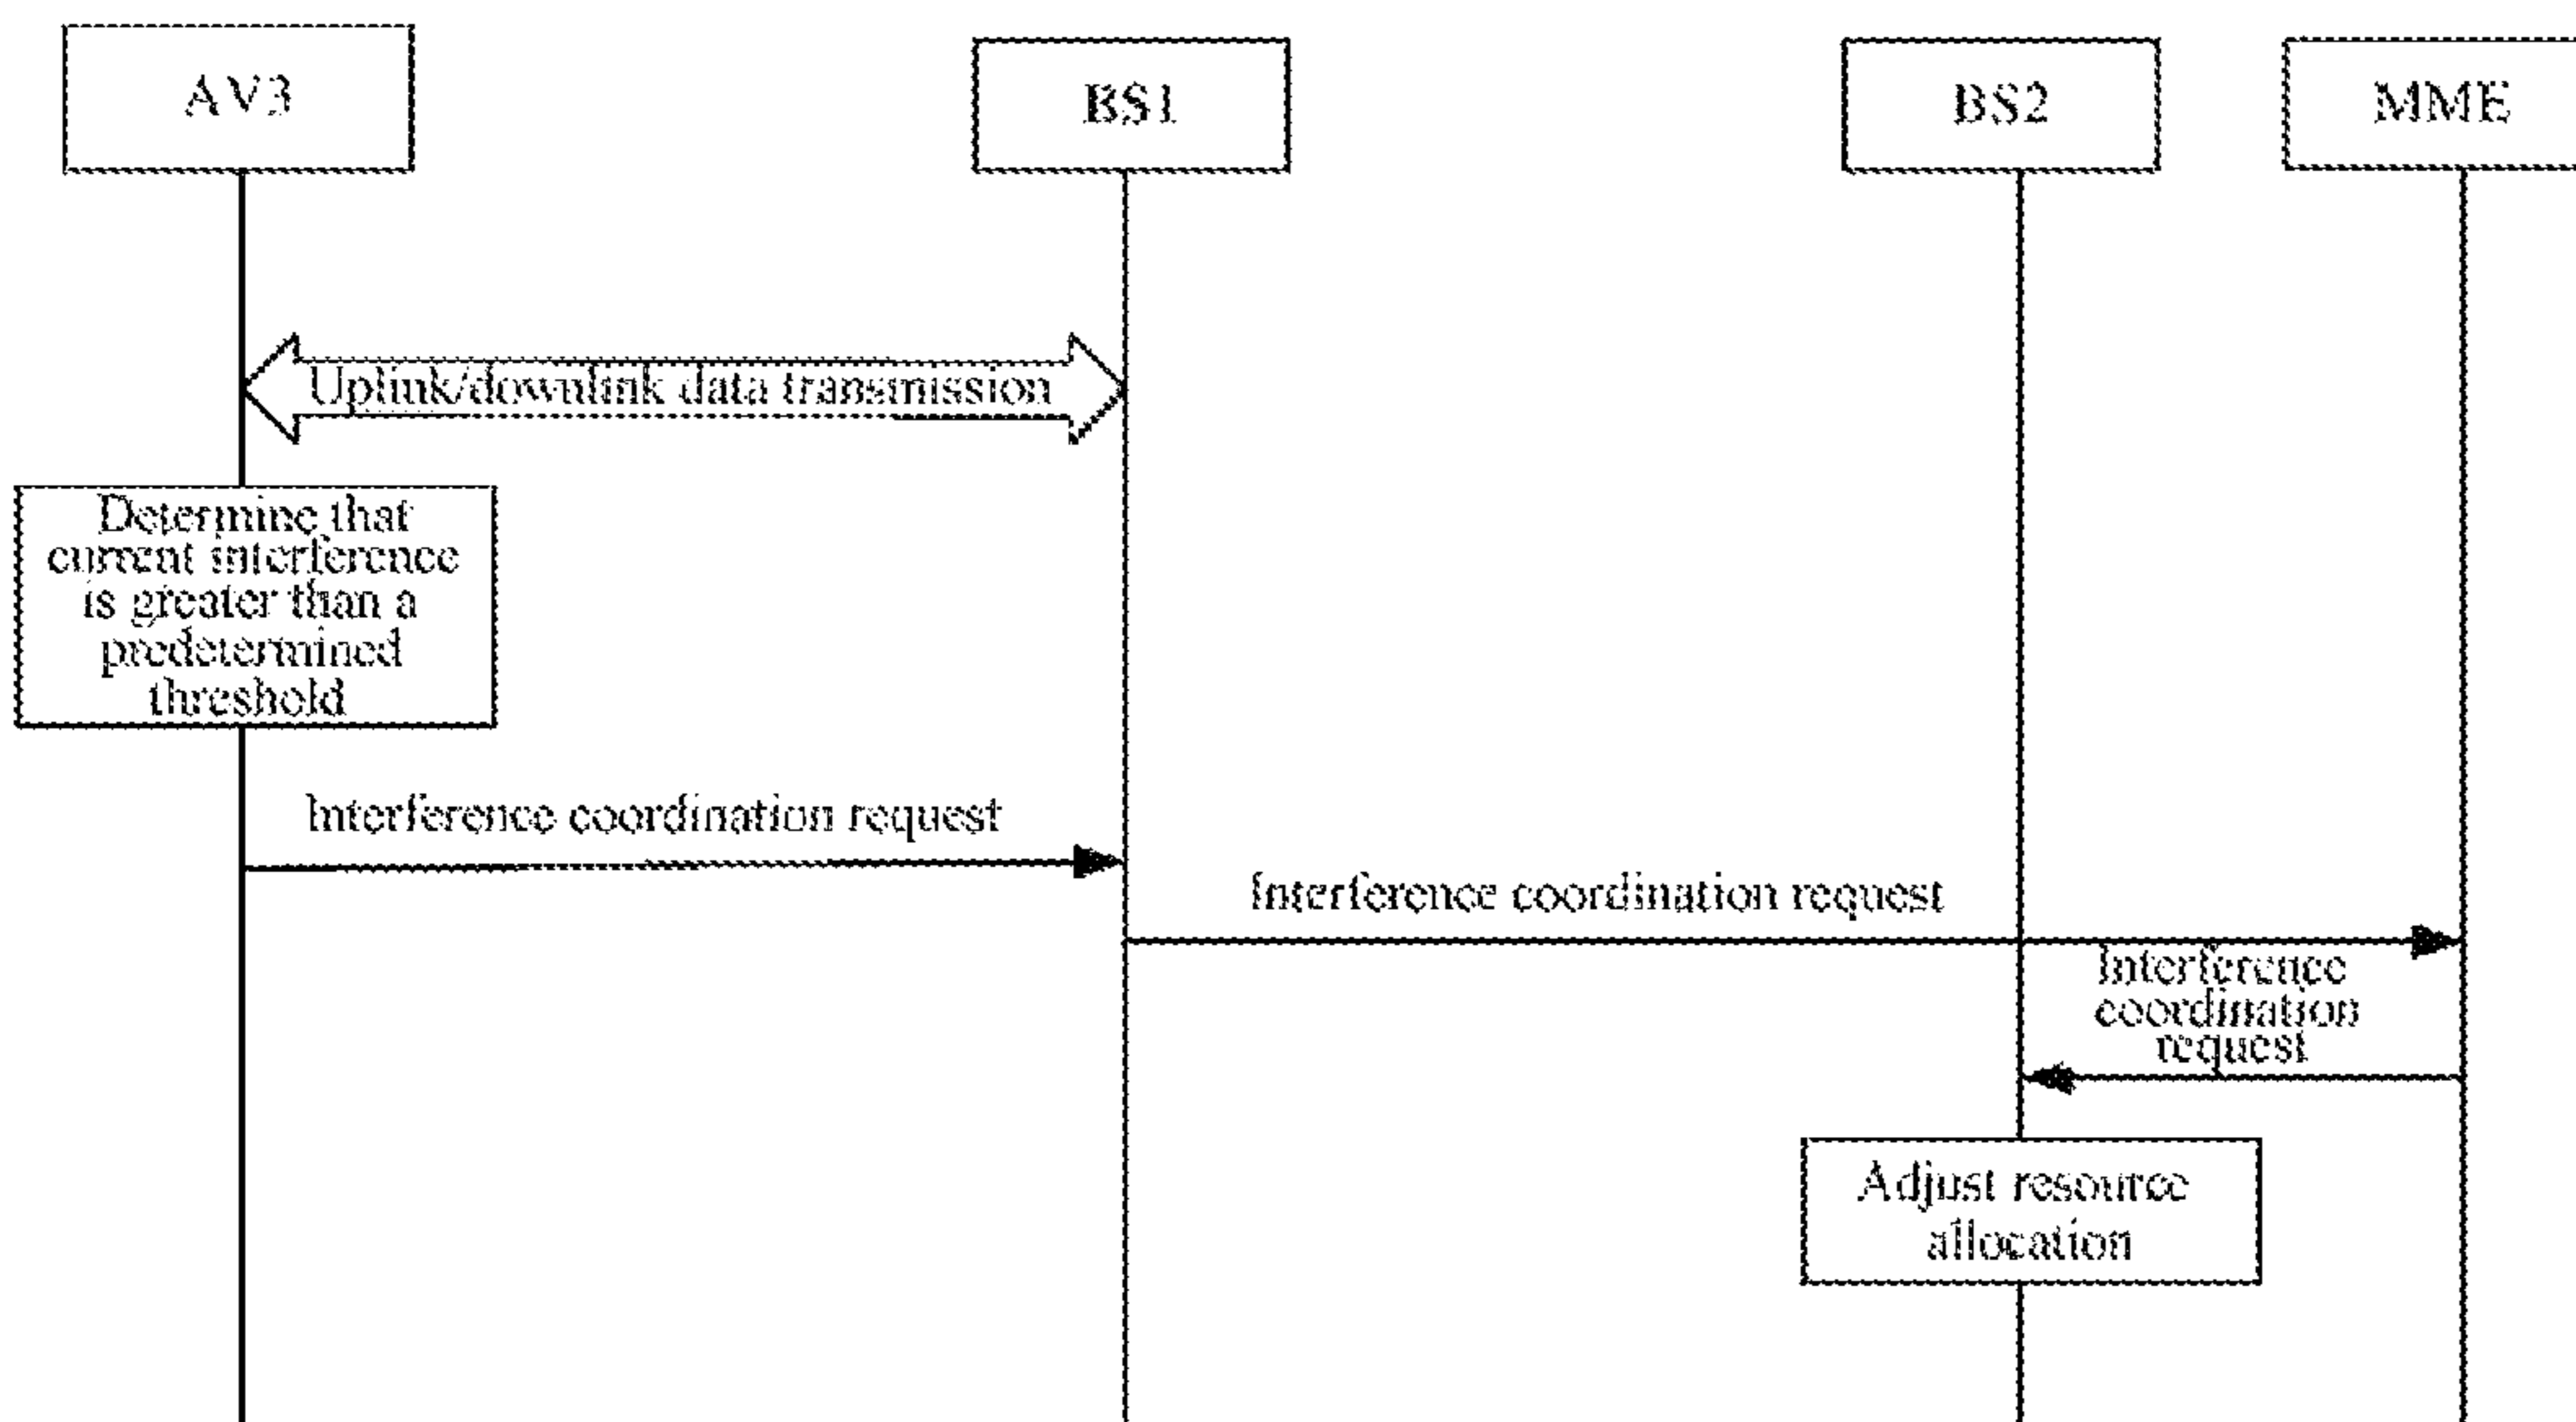 AV3
BS1
BS2
MME
Uplink/downlink data transmission
Determine that
current interference
is greater than a
predetermined
threshold
Interference coordination request
Interference coordination request
Interference
coordination
request
Adjust resource
allocation